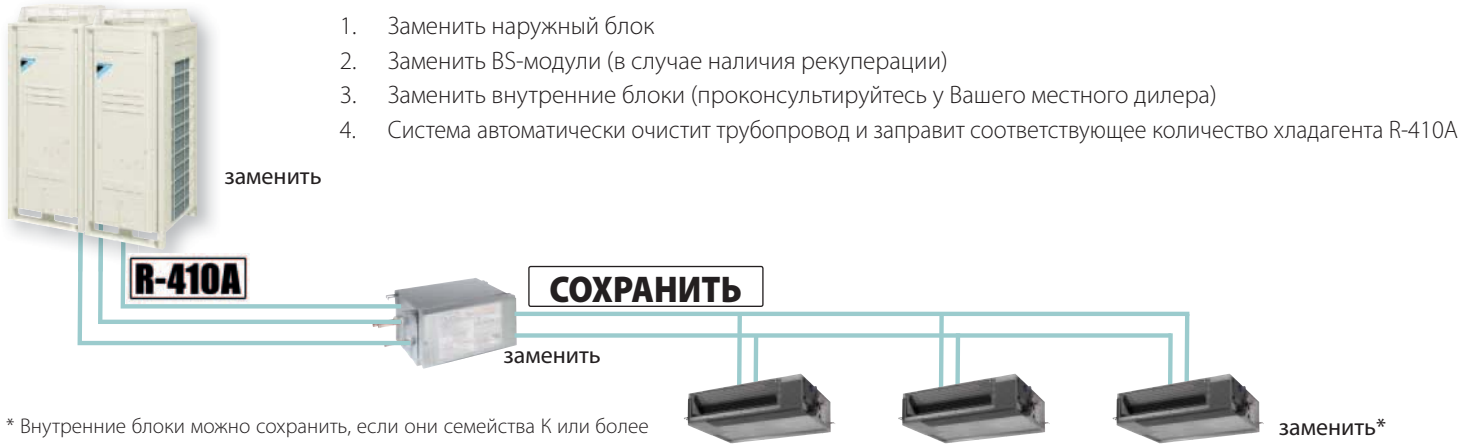 1. Заменить наружный блок
2. Заменить BS-модули (в случае наличия рекуперации)
3. Заменить внутренние блоки (проконсультируйтесь у Вашего местного дилера)
4. Система автоматически очистит трубопровод и заправит соответствующее количество хладагента R-410A
заменить
R-410A
СОХРАНИТЬ
заменить
* Внутренние блоки можно сохранить, если они семейства К или более
заменить*